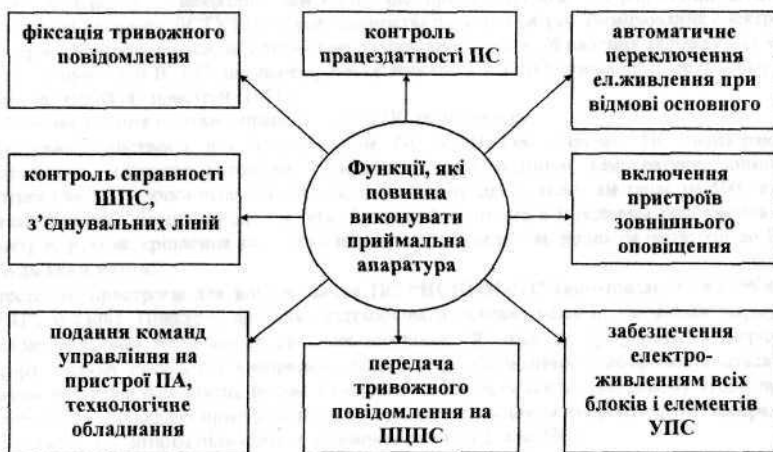 фіксація тривожного
повідомлення
контроль
працездатності ПС
автоматичне
переключення
ел.живлення при
відмові основного
контроль справності
ШПС,
з’єднувальних ліній
Функції, які
повинна
виконувати
приймальна
апаратура
включення
пристроїв
зовнішнього
оповіщення
подання команд
управління на
пристрої ПА,
технологічне
обладнання
передача
тривожного
повідомлення на
ПЦПС
забезпечення
електро-
живленням всіх
блоків і елементів
УПС